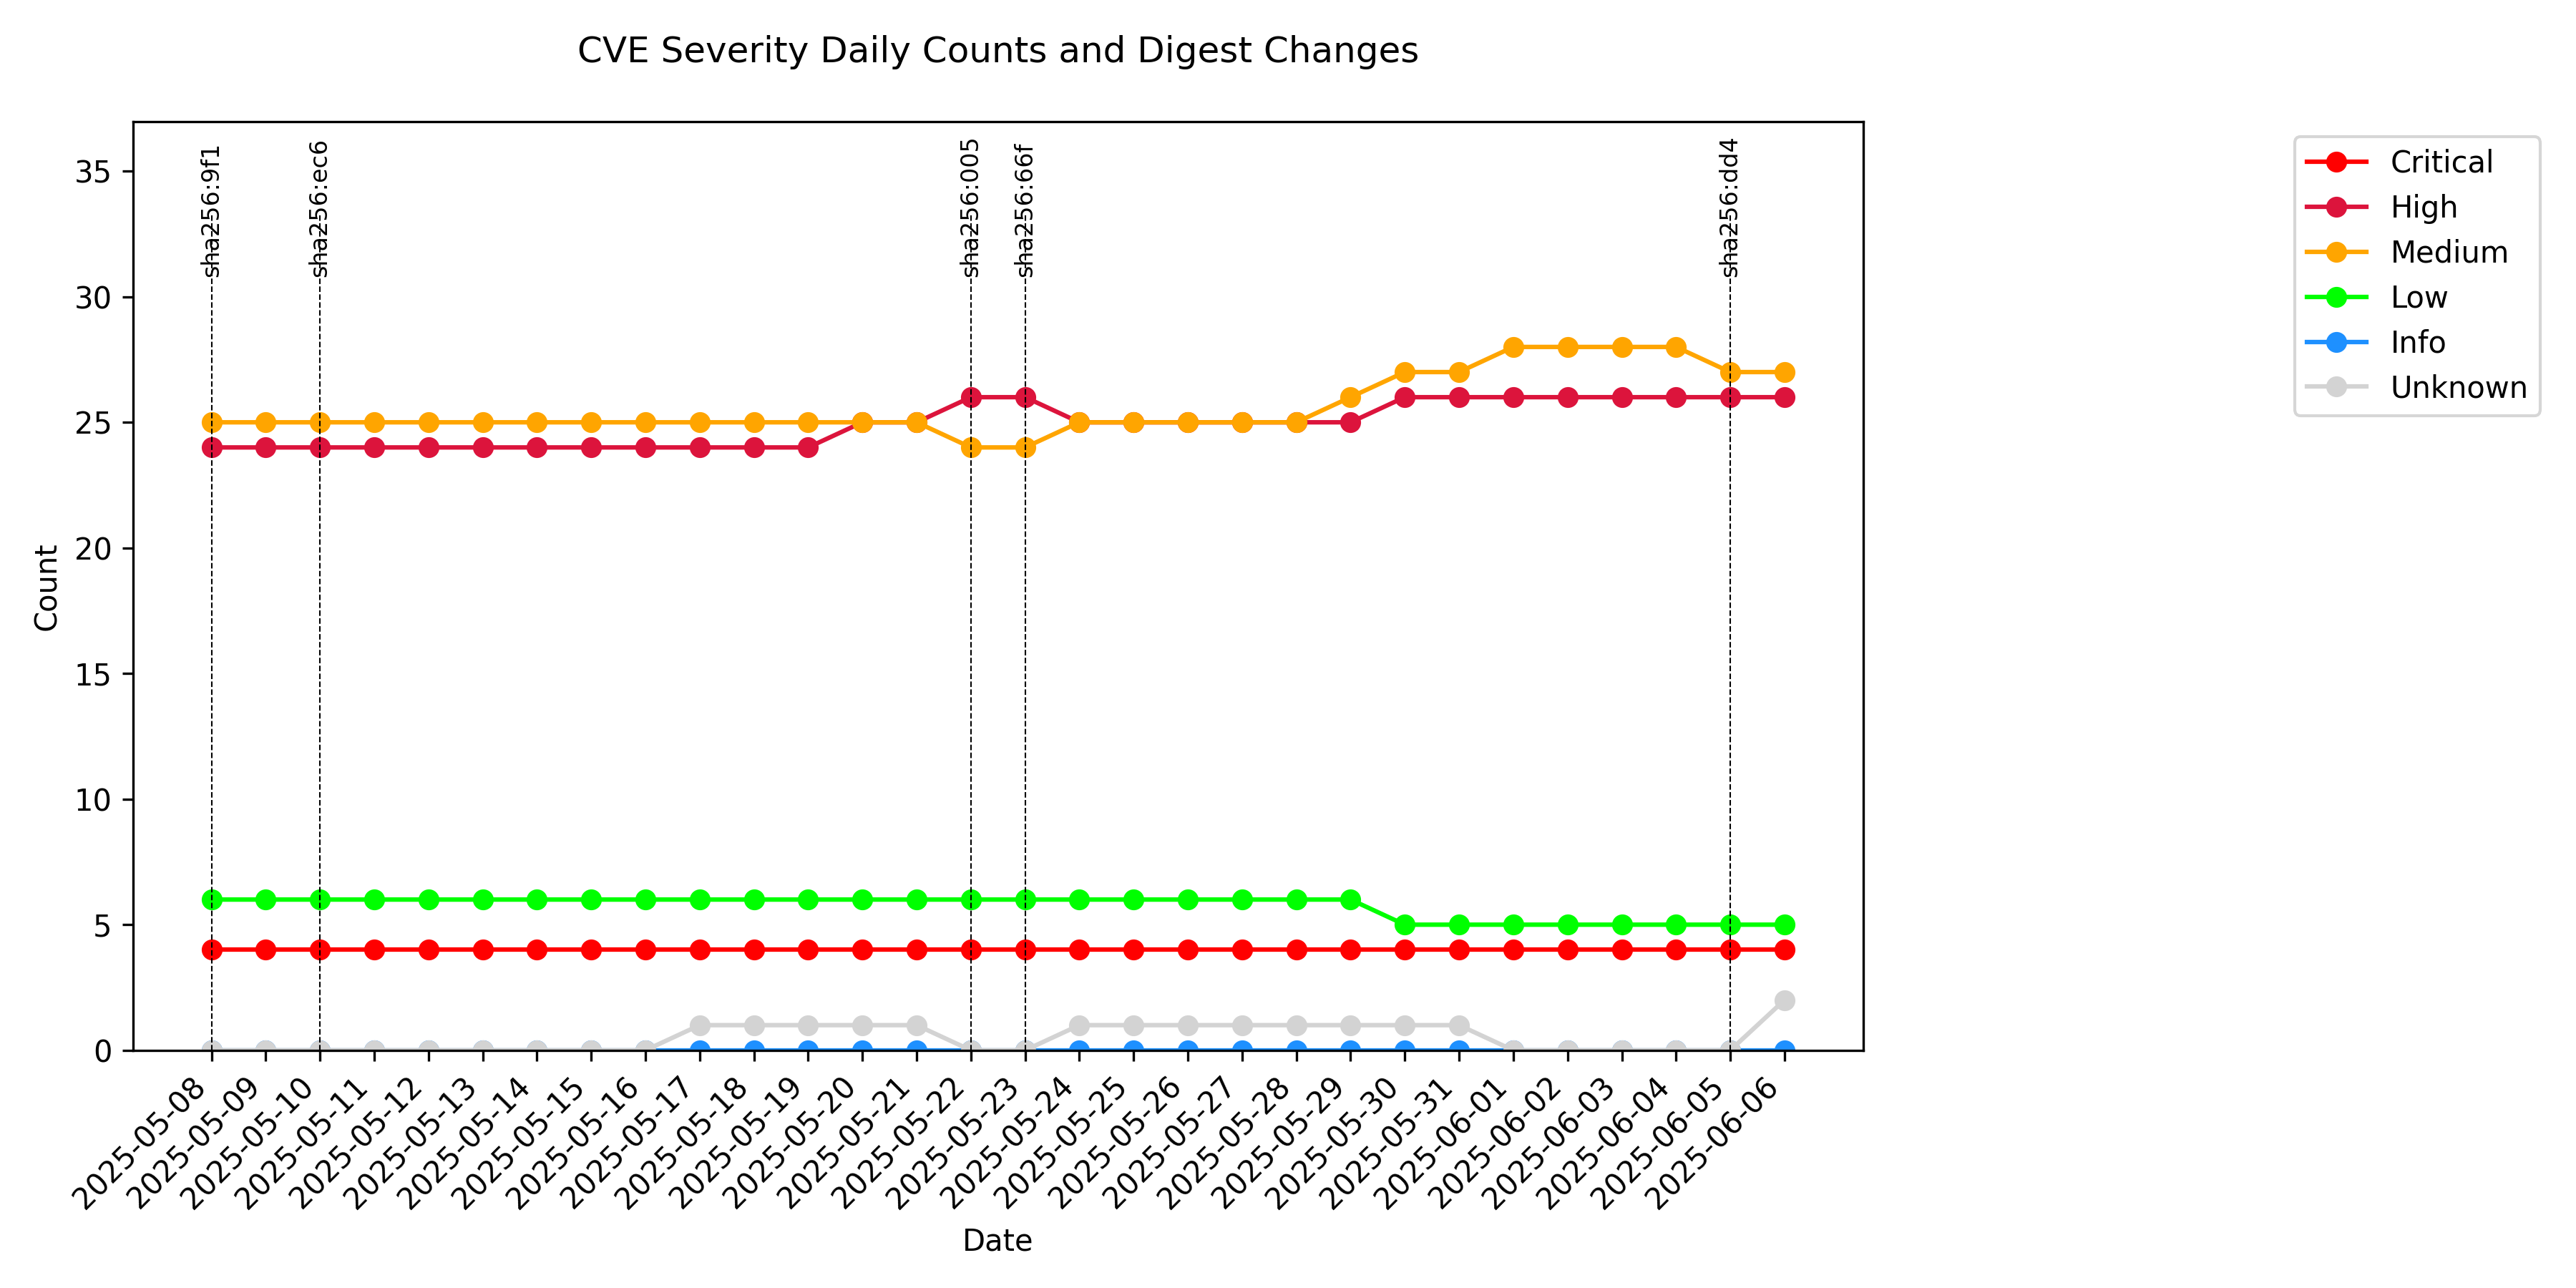 CVE Severity Daily Counts and Digest Changes
sha256:9f1
sha256:ec6
sha256:005
sha256:66f
sha256:dd4
Critical
High
Medium
Low
Info
Unknown
35
30
25
20
15
10
5
0
Count
2025-05-08
2025-05-09
2025-05-10
2025-05-11
2025-05-12
2025-05-13
2025-05-14
2025-05-15
2025-05-16
2025-05-17
2025-05-18
2025-05-19
2025-05-20
2025-05-21
2025-05-22
2025-05-23
2025-05-24
2025-05-25
2025-05-26
2025-05-27
2025-05-28
2025-05-29
2025-05-30
2025-05-31
2025-06-01
2025-06-02
2025-06-03
2025-06-04
2025-06-05
2025-06-06
Date